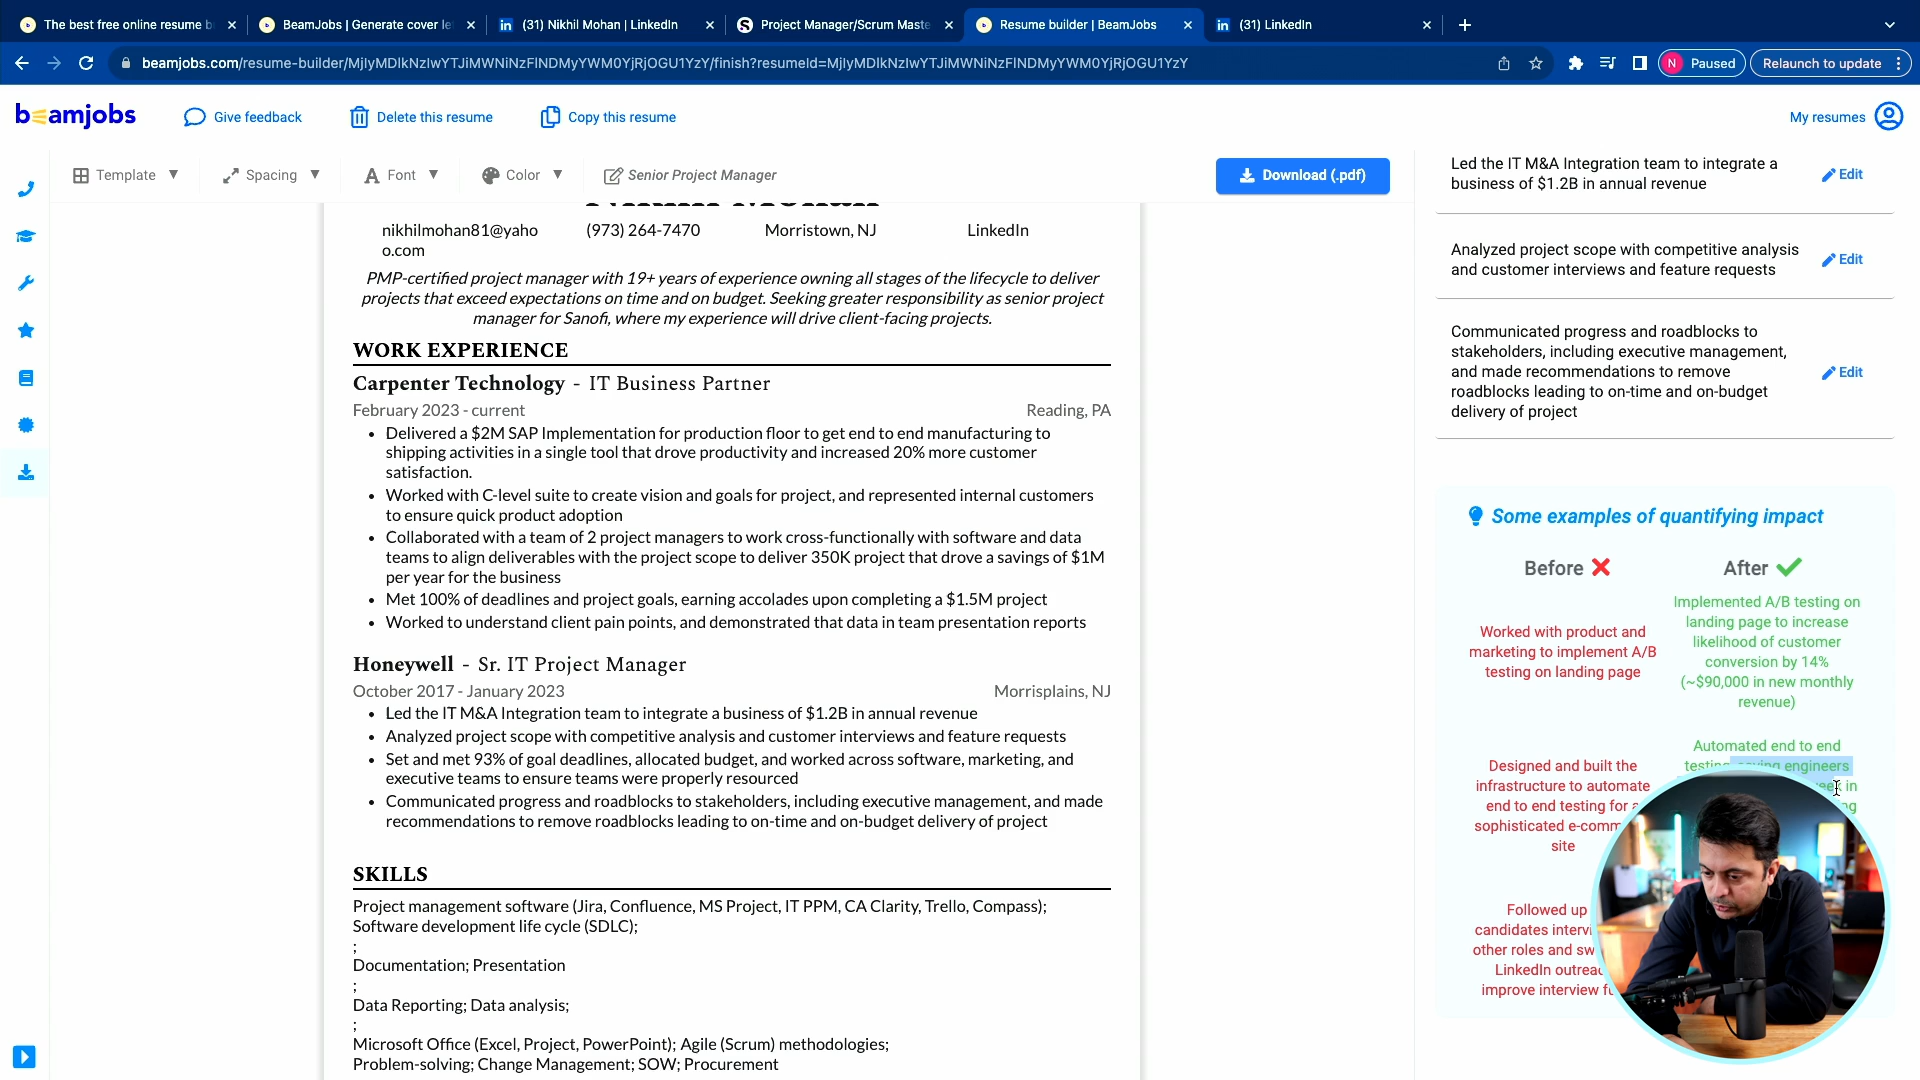 The best free online resume b
BeamJobs | Generate cover le
(31) Nikhil Mohan | LinkedIn
Project Manager/Scrum Maste
Resume builder | BeamJobs
(31) LinkedIn
beamjobs.com/resume-builder/MjIyMDlkNzIwYTJiMWNiNzFlNDMyYWM0YjRjOGU1YzY/finish?resumeId=MjIyMDlkNzIwYTJiMWNiNzFlNDMyYWM0YjRjOGU1YzY
N Paused
Relaunch to update
beamjobs
Give feedback
Delete this resume
Copy this resume
My resumes
Template
Spacing
Font
Color
Senior Project Manager
Download (.pdf)
nikhilmohan81@yaho
o.com
(973) 264-7470
Morristown, NJ
LinkedIn
PMP-certified project manager with 19+ years of experience owning all stages of the lifecycle to deliver
projects that exceed expectations on time and on budget. Seeking greater responsibility as senior project
manager for Sanofi, where my experience will drive client-facing projects.
WORK EXPERIENCE
Carpenter Technology - IT Business Partner
February 2023 - current
Reading, PA
• Delivered a $2M SAP Implementation for production floor to get end to end manufacturing to
shipping activities in a single tool that drove productivity and increased 20% more customer
satisfaction.
• Worked with C-level suite to create vision and goals for project, and represented internal customers
to ensure quick product adoption
• Collaborated with a team of 2 project managers to work cross-functionally with software and data
teams to align deliverables with the project scope to deliver 350K project that drove a savings of $1M
per year for the business
• Met 100% of deadlines and project goals, earning accolades upon completing a $1.5M project
• Worked to understand client pain points, and demonstrated that data in team presentation reports
Honeywell - Sr. IT Project Manager
October 2017 - January 2023
Morrisplains, NJ
• Led the IT M&A Integration team to integrate a business of $1.2B in annual revenue
• Analyzed project scope with competitive analysis and customer interviews and feature requests
• Set and met 93% of goal deadlines, allocated budget, and worked across software, marketing, and
executive teams to ensure teams were properly resourced
• Communicated progress and roadblocks to stakeholders, including executive management, and made
recommendations to remove roadblocks leading to on-time and on-budget delivery of project
SKILLS
Project management software (Jira, Confluence, MS Project, IT PPM, CA Clarity, Trello, Compass);
Software development life cycle (SDLC);
;
Documentation; Presentation
;
Data Reporting; Data analysis;
;
Microsoft Office (Excel, Project, PowerPoint); Agile (Scrum) methodologies;
Problem-solving; Change Management; SOW; Procurement
Led the IT M&A Integration team to integrate a
business of $1.2B in annual revenue
Edit
Analyzed project scope with competitive analysis
and customer interviews and feature requests
Edit
Communicated progress and roadblocks to
stakeholders, including executive management,
and made recommendations to remove
roadblocks leading to on-time and on-budget
delivery of project
Edit
Some examples of quantifying impact
Before
After
Worked with product and
marketing to implement A/B
testing on landing page
Implemented A/B testing on
landing page to increase
likelihood of customer
conversion by 14%
(~$90,000 in new monthly
revenue)
Designed and built the
infrastructure to automate
end to end testing for a
sophisticated e-comm
site
Automated end to end
testing, saving engineers
in
Followed up
candidates interv
other roles and sw
LinkedIn outreac
improve interview fu